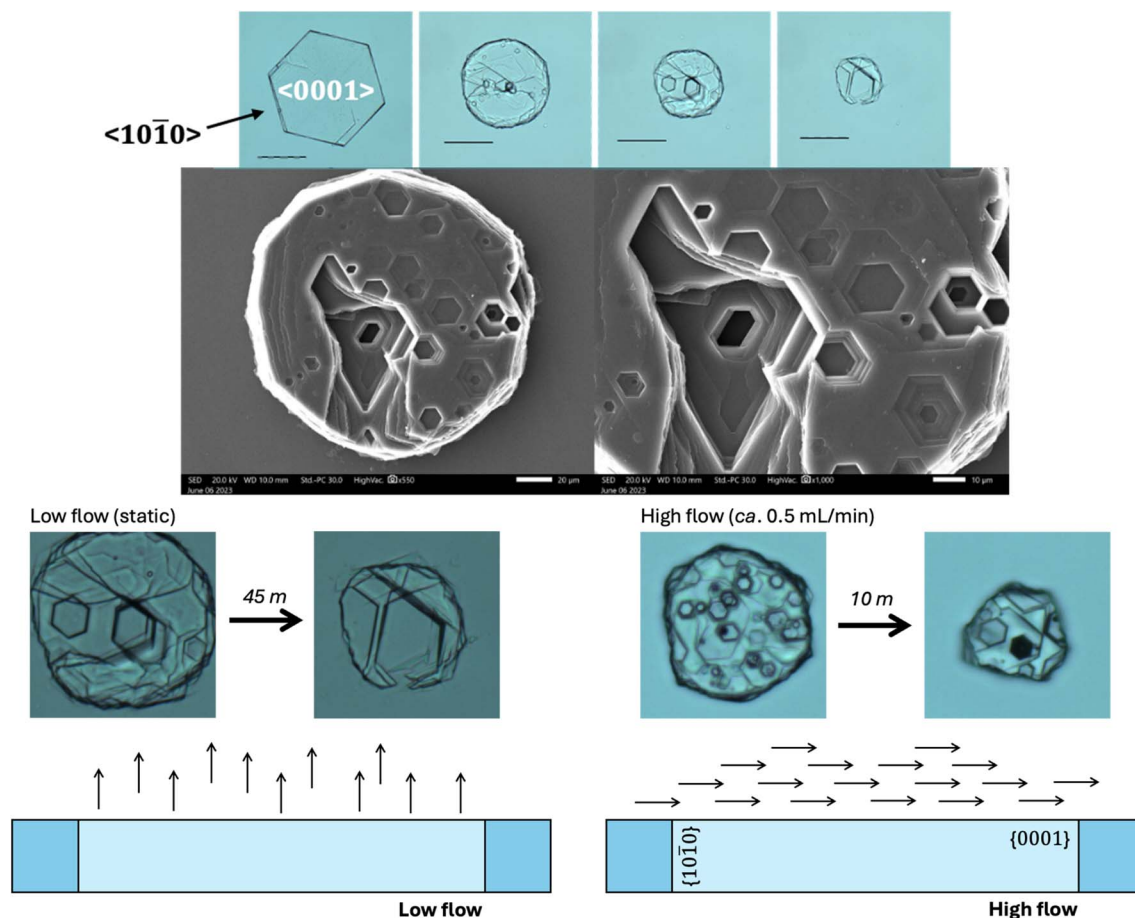 <0001>
<101̅0>
SED 20.0 kV WD 10.0 mm Std.-PC 30.0 HighVac. x550 20 µm
June 06 2023
SED 20.0 kV WD 10.0 mm Std.-PC 30.0 HighVac. x1,000 10 µm
June 06 2023
Low flow (static)
High flow (ca. 0.5 mL/min)
45 m
10 m
{101̅0}
{0001}
Low flow
High flow